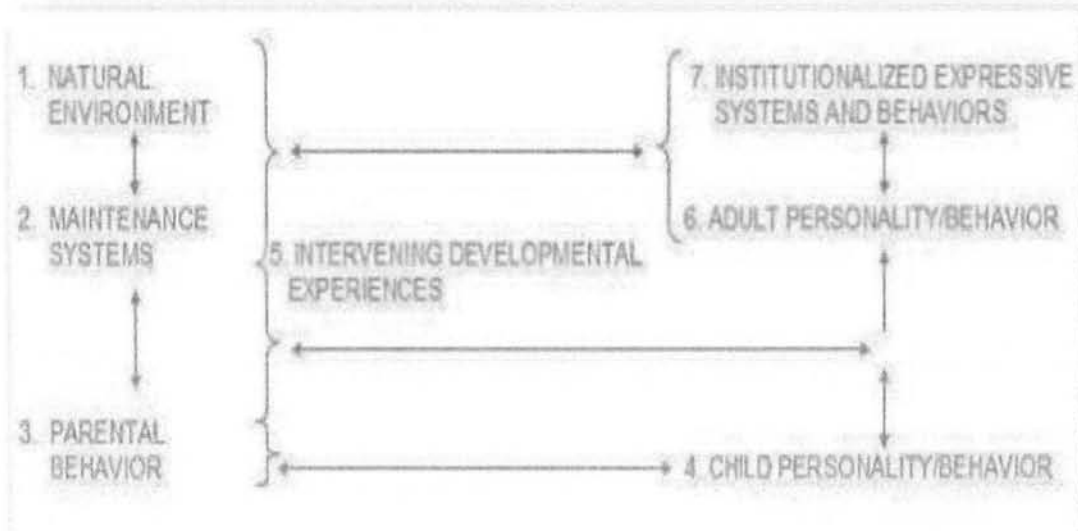 1. NATURAL
ENVIRONMENT
7. INSTITUTIONALIZED EXPRESSIVE
SYSTEMS AND BEHAVIORS
2. MAINTENANCE
SYSTEMS
6. ADULT PERSONALITY/BEHAVIOR
5. INTERVENING DEVELOPMENTAL
EXPERIENCES
3. PARENTAL
BEHAVIOR
4. CHILD PERSONALITY/BEHAVIOR